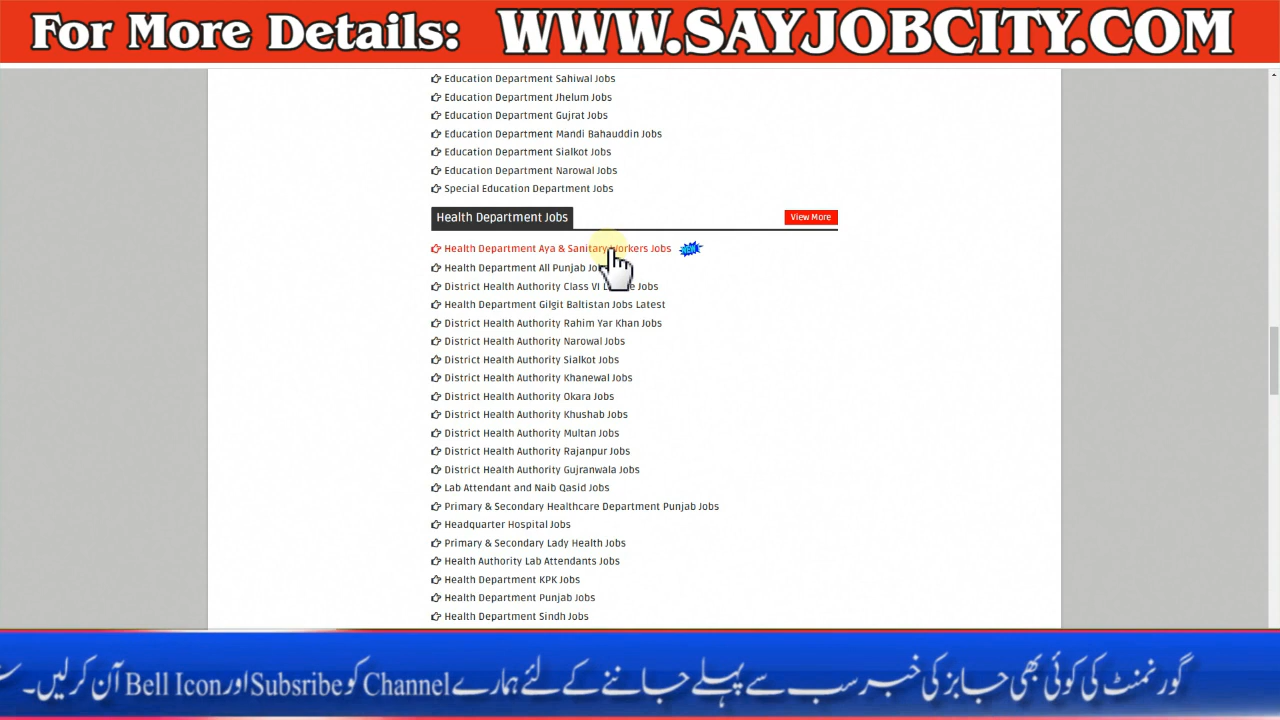 For More Details: WWW.SAYJOBCITY.COM
Education Department Sahiwal Jobs
Education Department Jhelum Jobs
Education Department Gujrat Jobs
Education Department Mandi Bahauddin Jobs
Education Department Sialkot Jobs
Education Department Narowal Jobs
Special Education Department Jobs
Health Department Jobs
View More
Health Department Aya & Sanitary Workers Jobs NEW
Health Department All Punjab
District Health Authority Class VI Jobs
Health Department Gilgit Baltistan Jobs Latest
District Health Authority Rahim Yar Khan Jobs
District Health Authority Narowal Jobs
District Health Authority Sialkot Jobs
District Health Authority Khanewal Jobs
District Health Authority Okara Jobs
District Health Authority Khushab Jobs
District Health Authority Multan Jobs
District Health Authority Rajanpur Jobs
District Health Authority Gujranwala Jobs
Lab Attendant and Naib Qasid Jobs
Primary & Secondary Healthcare Department Punjab Jobs
Headquarter Hospital Jobs
Primary & Secondary Lady Health Jobs
Health Authority Lab Attendants Jobs
Health Department KPK Jobs
Health Department Punjab Jobs
Health Department Sindh Jobs
گورنمنٹ کی کوئی بھی جابز کی خبر سب سے پہلے جاننے کے لئے ہمارے Channel کو Subsribe اور Bell Icon آن کرلیں۔